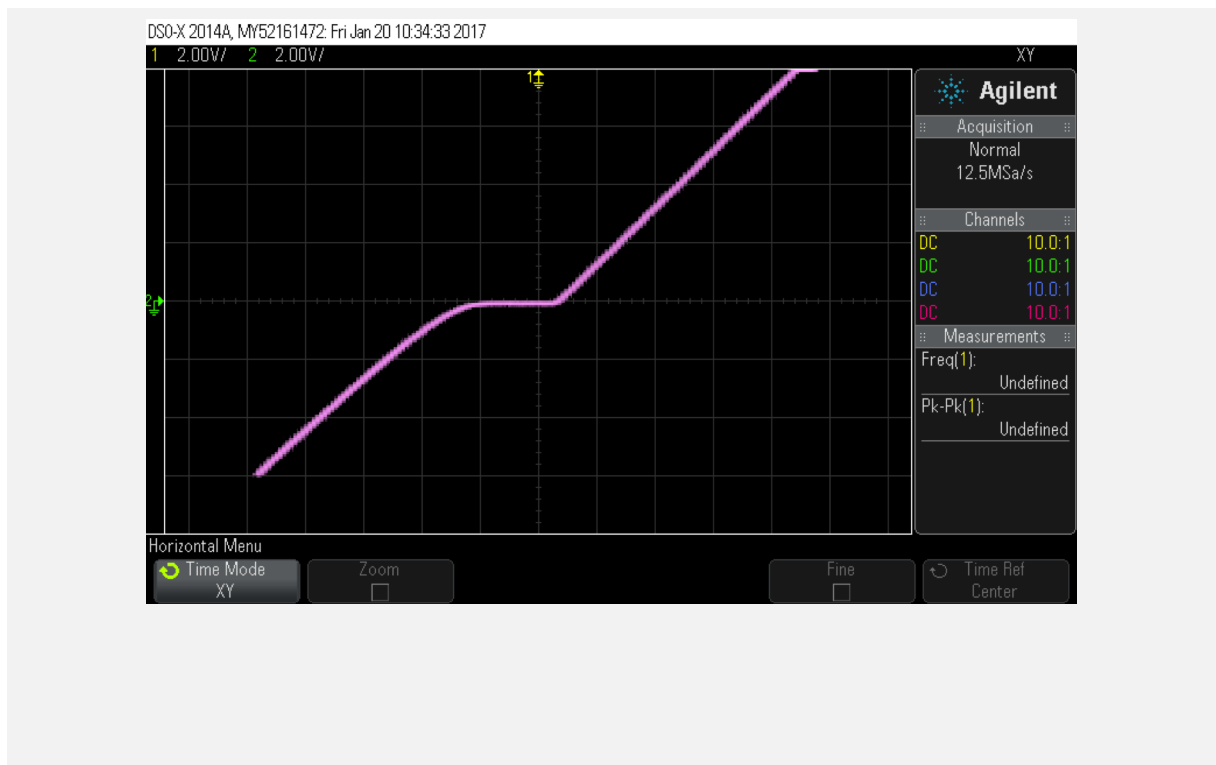 DSO-X 2014A, MY52161472: Fri Jan 20 10:34:33 2017
1 2.00V/ 2 2.00V/ XY
1
2
Agilent
Acquisition
Normal
12.5MSa/s
Channels
DC 10.0:1
DC 10.0:1
DC 10.0:1
DC 10.0:1
Measurements
Freq(1):
Undefined
Pk-Pk(1):
Undefined
Horizontal Menu
Time Mode
XY
Zoom
Fine
Time Ref
Center